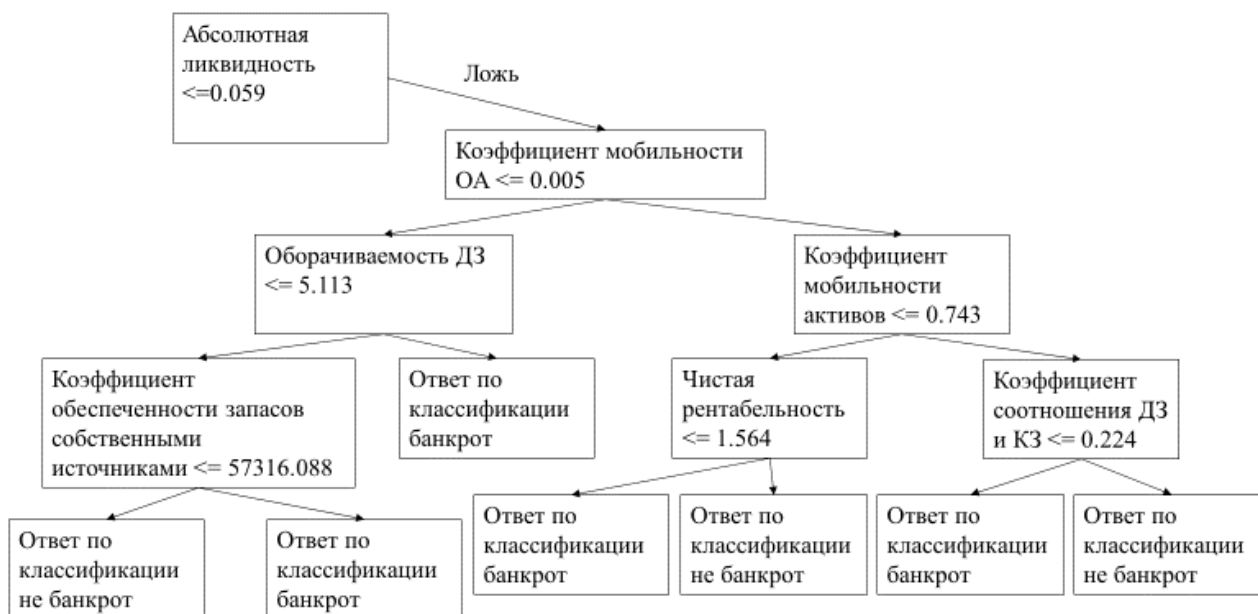 Абсолютная
ликвидность
<=0.059
Ложь
Коэффициент мобильности
ОА <= 0.005
Оборачиваемость ДЗ
<= 5.113
Коэффициент
мобильности
активов <= 0.743
Коэффициент
обеспеченности запасов
собственными
источниками <= 57316.088
Ответ по
классификации
банкрот
Чистая
рентабельность
<= 1.564
Коэффициент
соотношения ДЗ
и КЗ <= 0.224
Ответ по
классификации
не банкрот
Ответ по
классификации
банкрот
Ответ по
классификации
банкрот
Ответ по
классификации
не банкрот
Ответ по
классификации
банкрот
Ответ по
классификации
не банкрот